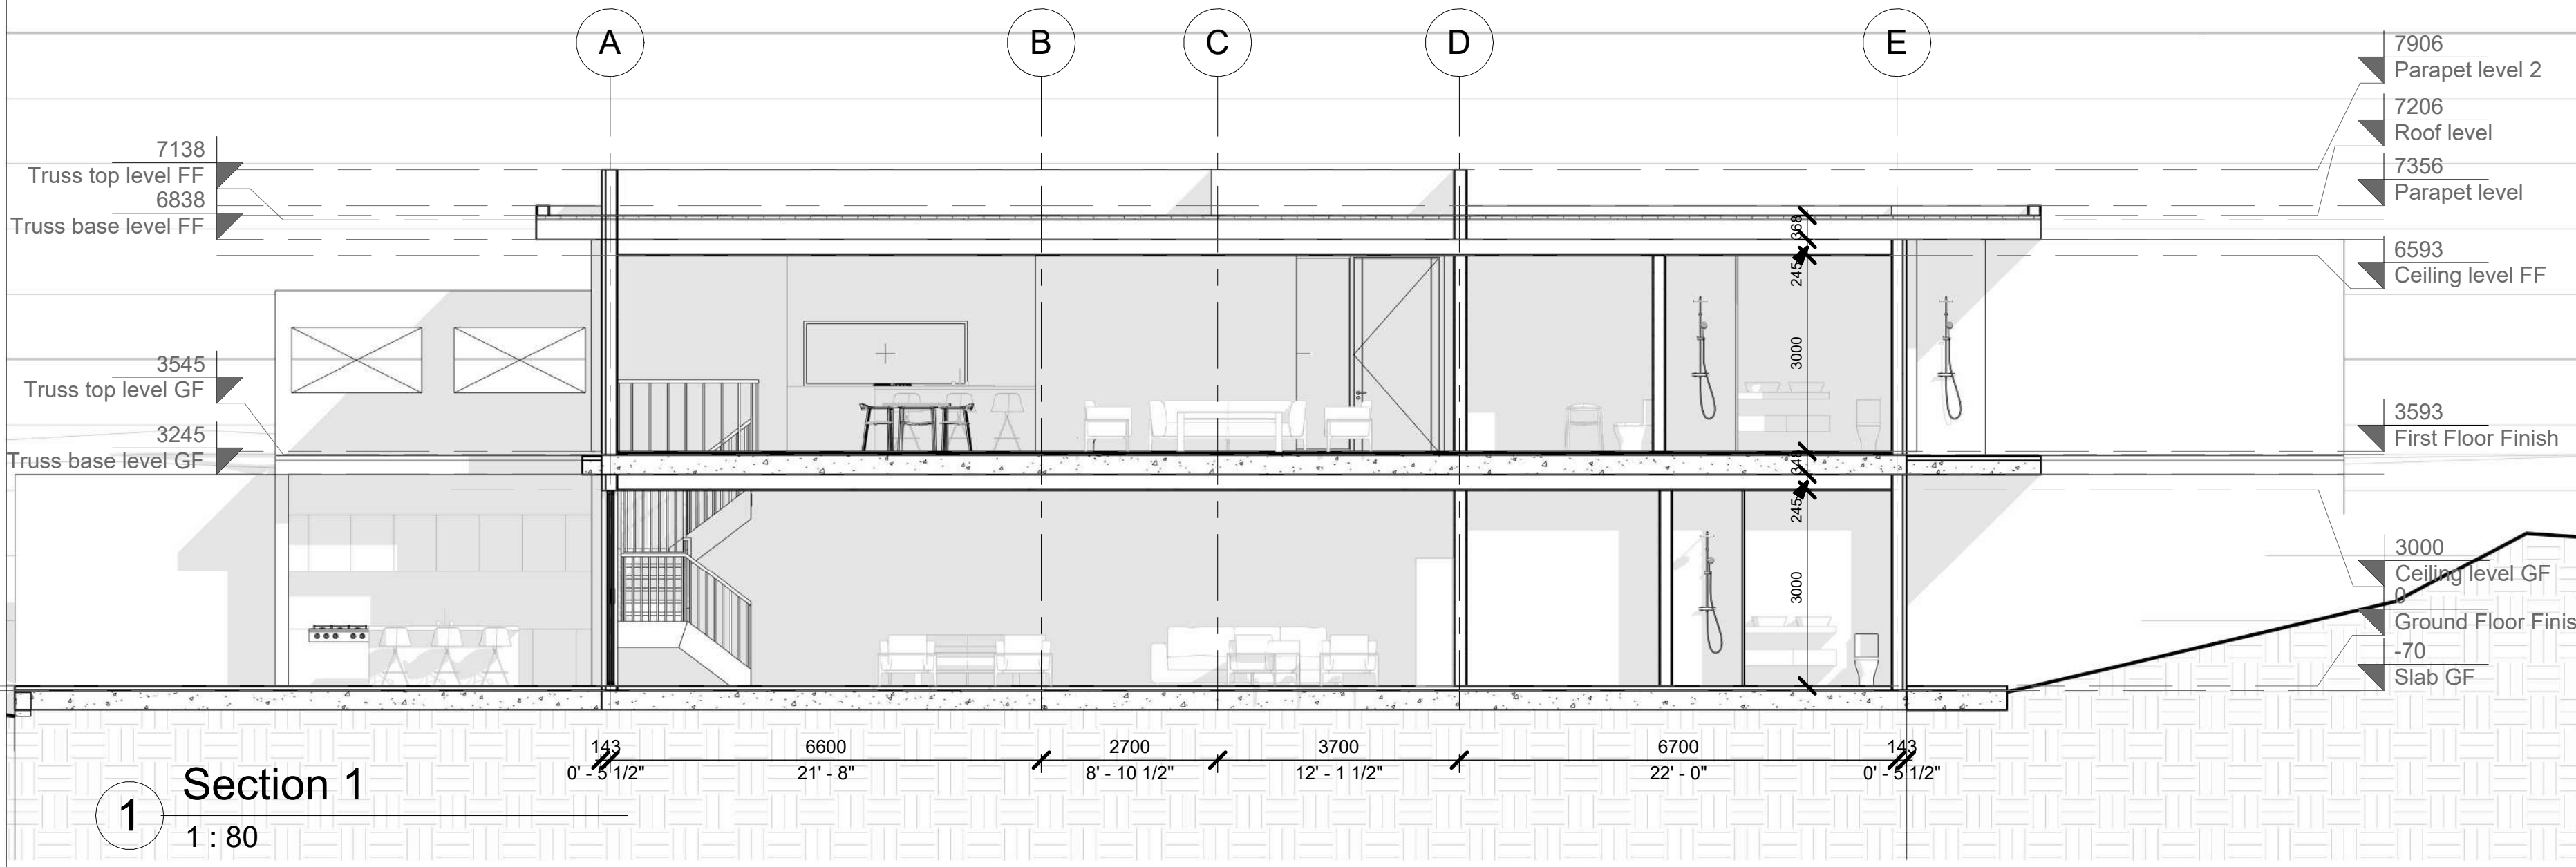 A
B
C
D
E
7138
Truss top level FF
6838
Truss base level FF
3545
Truss top level GF
3245
Truss base level GF
7906
Parapet level 2
7206
Roof level
7356
Parapet level
6593
Ceiling level FF
3593
First Floor Finish
3000
Ceiling level GF
0
Ground Floor Finis
-70
Slab GF
368
245
3000
348
245
3000
143
6600
2700
3700
6700
143
0' - 5 1/2"
21' - 8"
8' - 10 1/2"
12' - 1 1/2"
22' - 0"
0' - 5 1/2"
1
Section 1
1 : 80